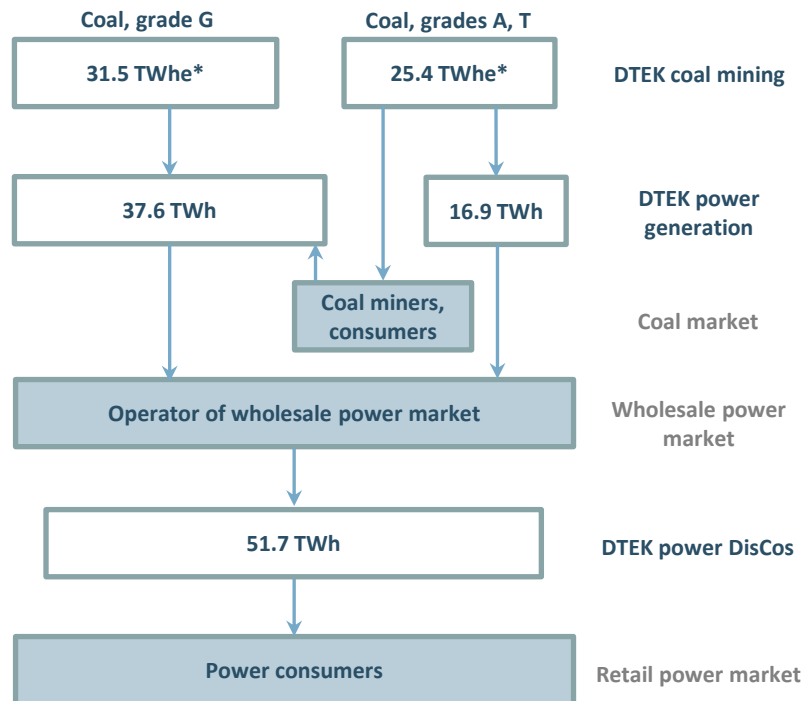 Coal, grade G
Coal, grades A, T
31.5 TWhe*
25.4 TWhe*
DTEK coal mining
37.6 TWh
16.9 TWh
DTEK power
generation
Coal miners,
consumers
Coal market
Operator of wholesale power market
Wholesale power
market
51.7 TWh
DTEK power DisCos
Power consumers
Retail power market